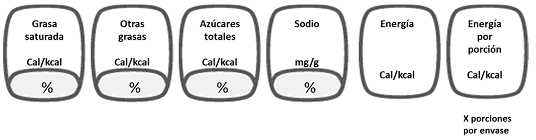 Grasa
saturada
Cal/kcal
%
Otras
grasas
Cal/kcal
%
Azúcares
totales
Cal/kcal
%
Sodio
mg/g
%
Energía
Cal/kcal
Energía
por
porción
Cal/kcal
X porciones
por envase